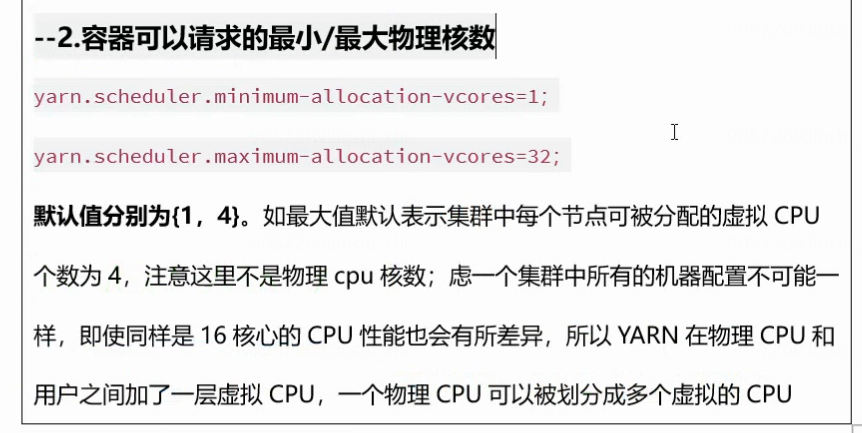 --2.容器可以请求的最小/最大物理核数
yarn.scheduler.minimum-allocation-vcores=1;
yarn.scheduler.maximum-allocation-vcores=32;
默认值分别为{1，4}。如最大值默认表示集群中每个节点可被分配的虚拟 CPU
个数为 4，注意这里不是物理 cpu 核数；虑一个集群中所有的机器配置不可能一
样，即使同样是 16 核心的 CPU 性能也会有所差异，所以 YARN 在物理 CPU 和
用户之间加了一层虚拟 CPU，一个物理 CPU 可以被划分成多个虚拟的 CPU